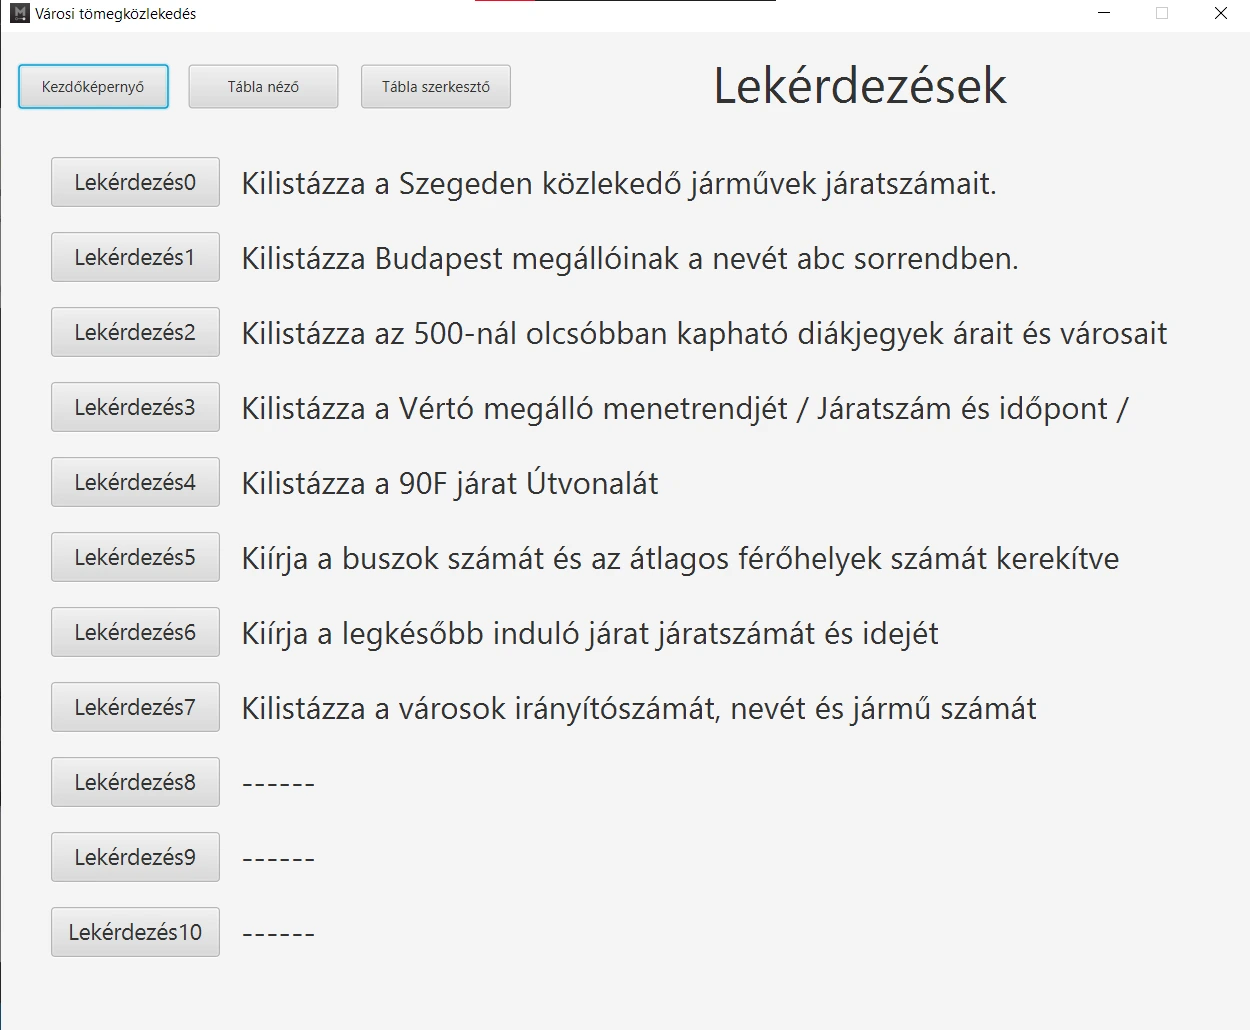 Városi tömegközlekedés
Kezdőképernyő
Tábla néző
Tábla szerkesztő
Lekérdezések
Lekérdezés0 Kilistázza a Szegeden közlekedő járművek járatszámait.
Lekérdezés1 Kilistázza Budapest megállóinak a nevét abc sorrendben.
Lekérdezés2 Kilistázza az 500-nál olcsóbban kapható diákjegyek árait és városait
Lekérdezés3 Kilistázza a Vértó megálló menetrendjét / Járatszám és időpont /
Lekérdezés4 Kilistázza a 90F járat Útvonalát
Lekérdezés5 Kiírja a buszok számát és az átlagos férőhelyek számát kerekítve
Lekérdezés6 Kiírja a legkésőbb induló járat járatszámát és idejét
Lekérdezés7 Kilistázza a városok irányítószámát, nevét és jármű számát
Lekérdezés8 ------
Lekérdezés9 ------
Lekérdezés10 ------